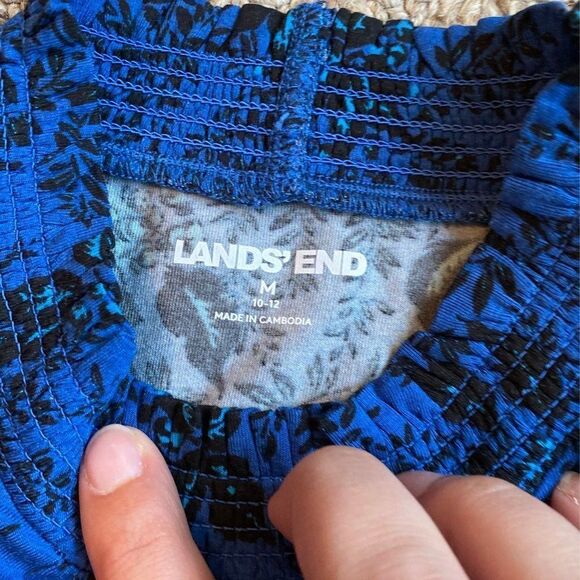 LANDS' END
M
10-12
MADE IN CAMBODIA